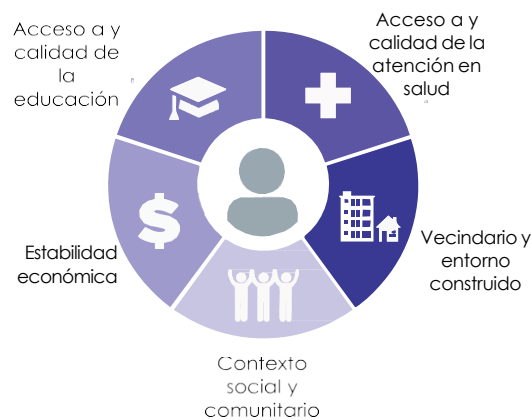 Acceso a y
calidad de
la
educación
Acceso a y
calidad de la
atención en
salud
$
Estabilidad
económica
Vecindario y
entorno
construido
Contexto
social y
comunitario